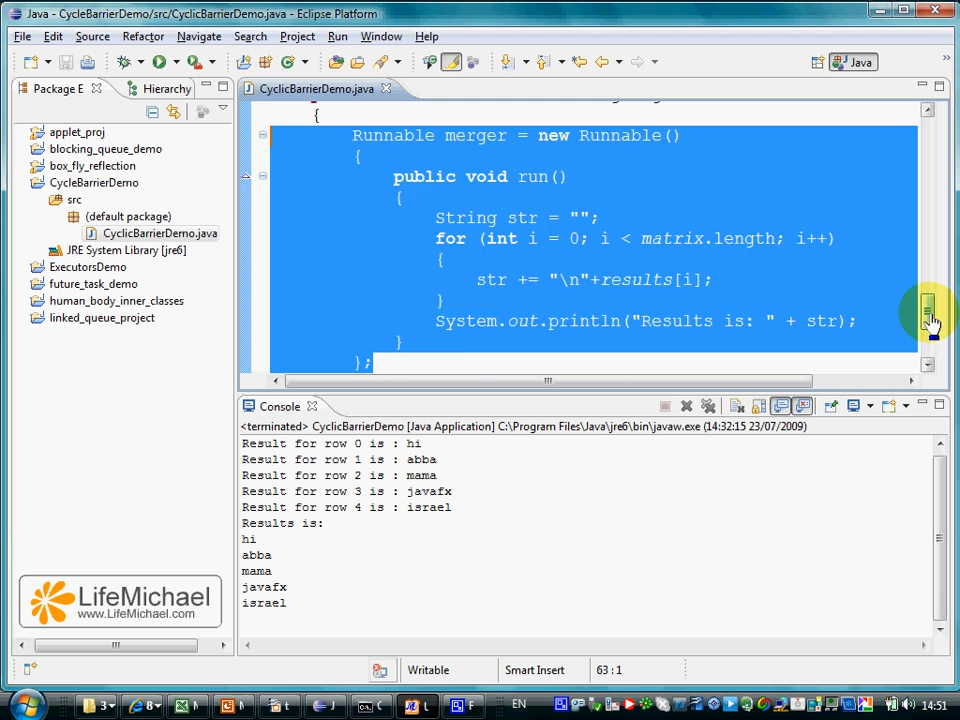 Java - CycleBarrierDemo/src/CyclicBarrierDemo.java - Eclipse Platform
File Edit Source Refactor Navigate Search Project Run Window Help
Java
Package E Hierarchy
applet_proj
blocking_queue_demo
box_fly_reflection
CycleBarrierDemo
src
(default package)
CyclicBarrierDemo.java
JRE System Library [jre6]
ExecutorsDemo
future_task_demo
human_body_inner_classes
linked_queue_project
LifeMichael
www.LifeMichael.com
CyclicBarrierDemo.java
{
Runnable merger = new Runnable()
{
public void run()
{
String str = "";
for (int i = 0; i < matrix.length; i++)
{
str += "\n"+results[i];
}
System.out.println("Results is: " + str);
}
};
Console
<terminated> CyclicBarrierDemo [Java Application] C:\Program Files\Java\jre6\bin\javaw.exe (14:32:15 23/07/2009)
Result for row 0 is : hi
Result for row 1 is : abba
Result for row 2 is : mama
Result for row 3 is : javafx
Result for row 4 is : israel
Results is:
hi
abba
mama
javafx
israel
Writable Smart Insert 63 : 1
3 8 N N t J C L F EN 14:51